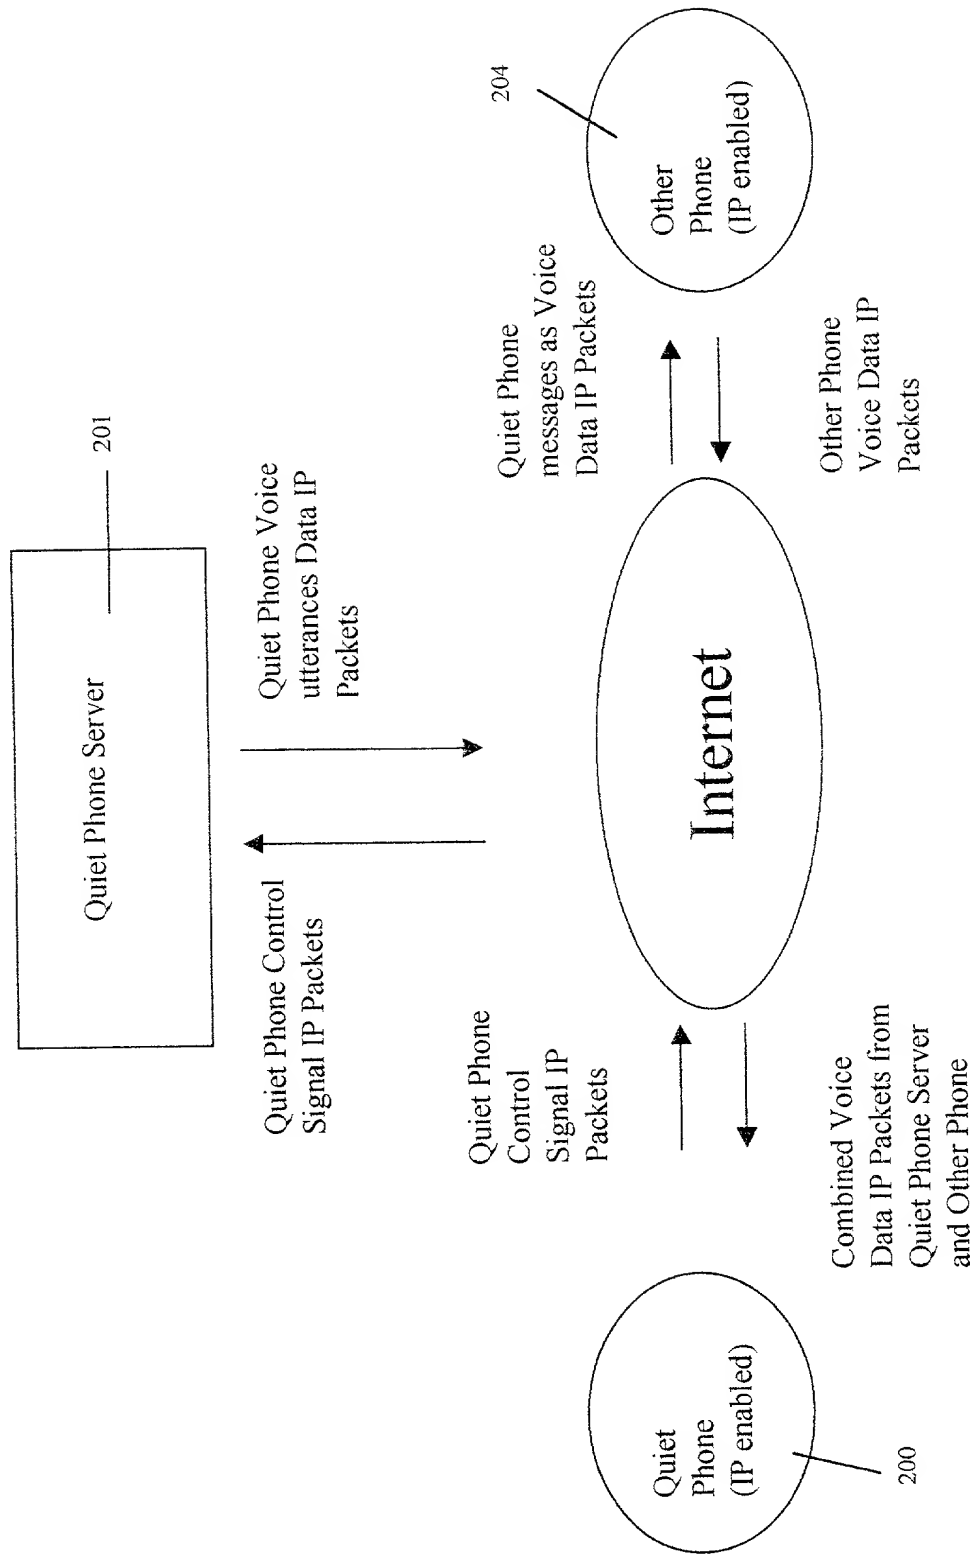 Quiet Phone Server
201
Quiet Phone Control
Signal IP Packets
Quiet Phone Voice
utterances Data IP
Packets
Quiet Phone
Control
Signal IP
Packets
Quiet Phone
messages as Voice
Data IP Packets
204
Quiet
Phone
(IP enabled)
200
Internet
Other
Phone
(IP enabled)
Combined Voice
Data IP Packets from
Quiet Phone Server
and Other Phone
Other Phone
Voice Data IP
Packets